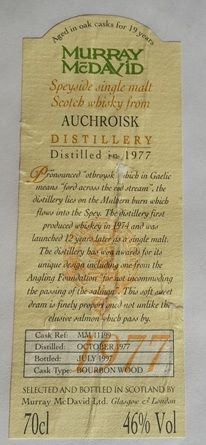 Aged in oak casks for 19 years
MURRAY
McDAVID
Speyside single malt
Scotch whisky from
AUCHROISK
DISTILLERY
Distilled in 1977
Pronounced "othroysk" which in Gaelic
means "ford across the red stream", the
distillery lies on the Mulben burn which
flows into the Spey. The distillery first
produced whiskey in 1974 and was
launched 12 years later as a single malt.
The distillery has won awards for its
unique design including one from the
Angling Foundation for not incommoding
the passing of the salmon. This soft sweet
dram is finely proportioned not unlike the
elusive salmon which pass by.
Cask Ref: MM 11199
Distilled: OCTOBER 1977
Bottled: JULY 1997
Cask Type: BOURBON WOOD
1977
SELECTED AND BOTTLED IN SCOTLAND BY
Murray McDavid Ltd. Glasgow & London
70cl 46% Vol